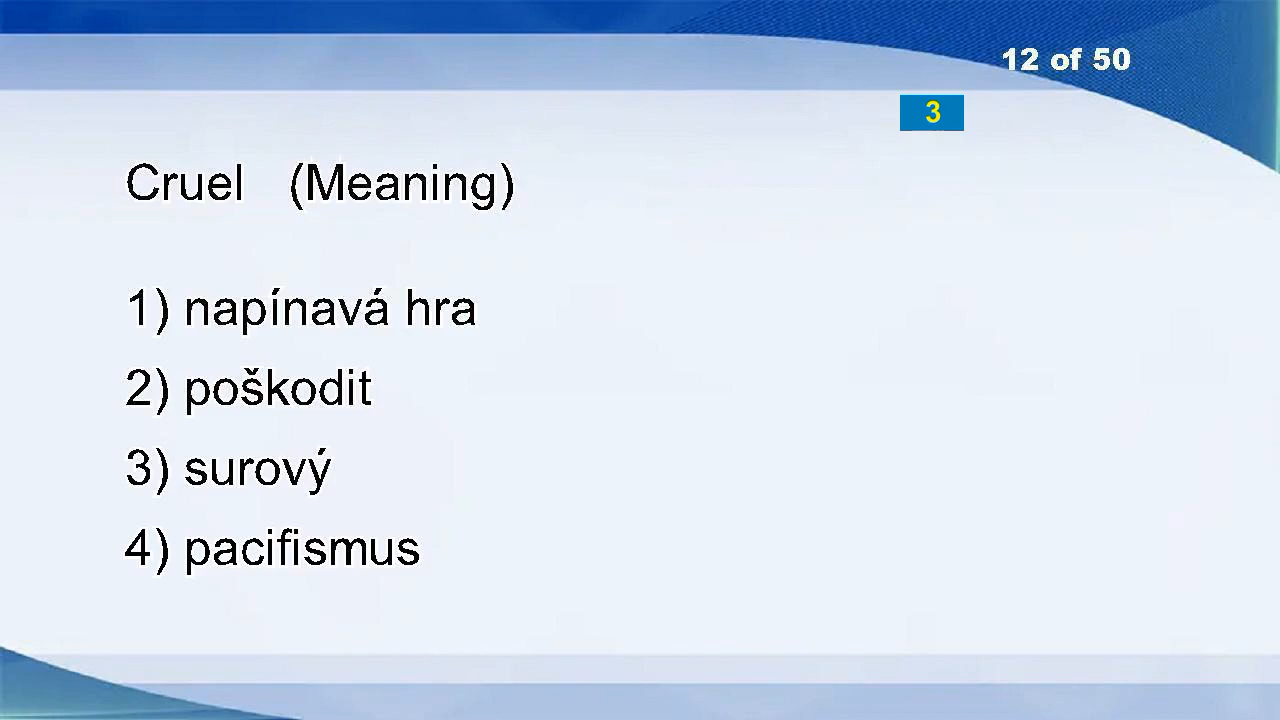 12 of 50
3
Cruel (Meaning)
1) napínavá hra
2) poškodit
3) surový
4) pacifismus